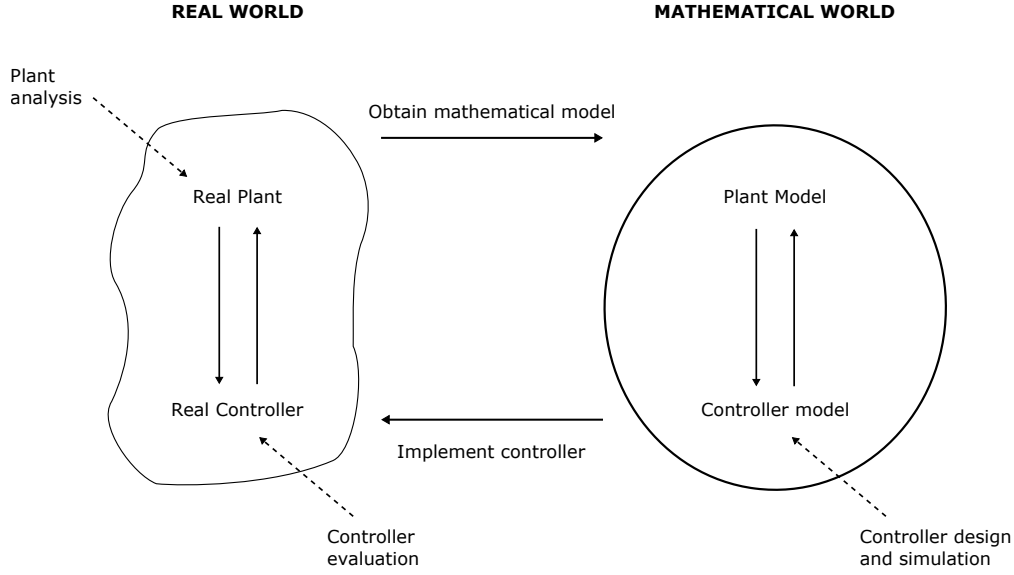 REAL WORLD
MATHEMATICAL WORLD
Plant
analysis
Obtain mathematical model
Real Plant
Plant Model
Real Controller
Controller model
Implement controller
Controller
evaluation
Controller design
and simulation